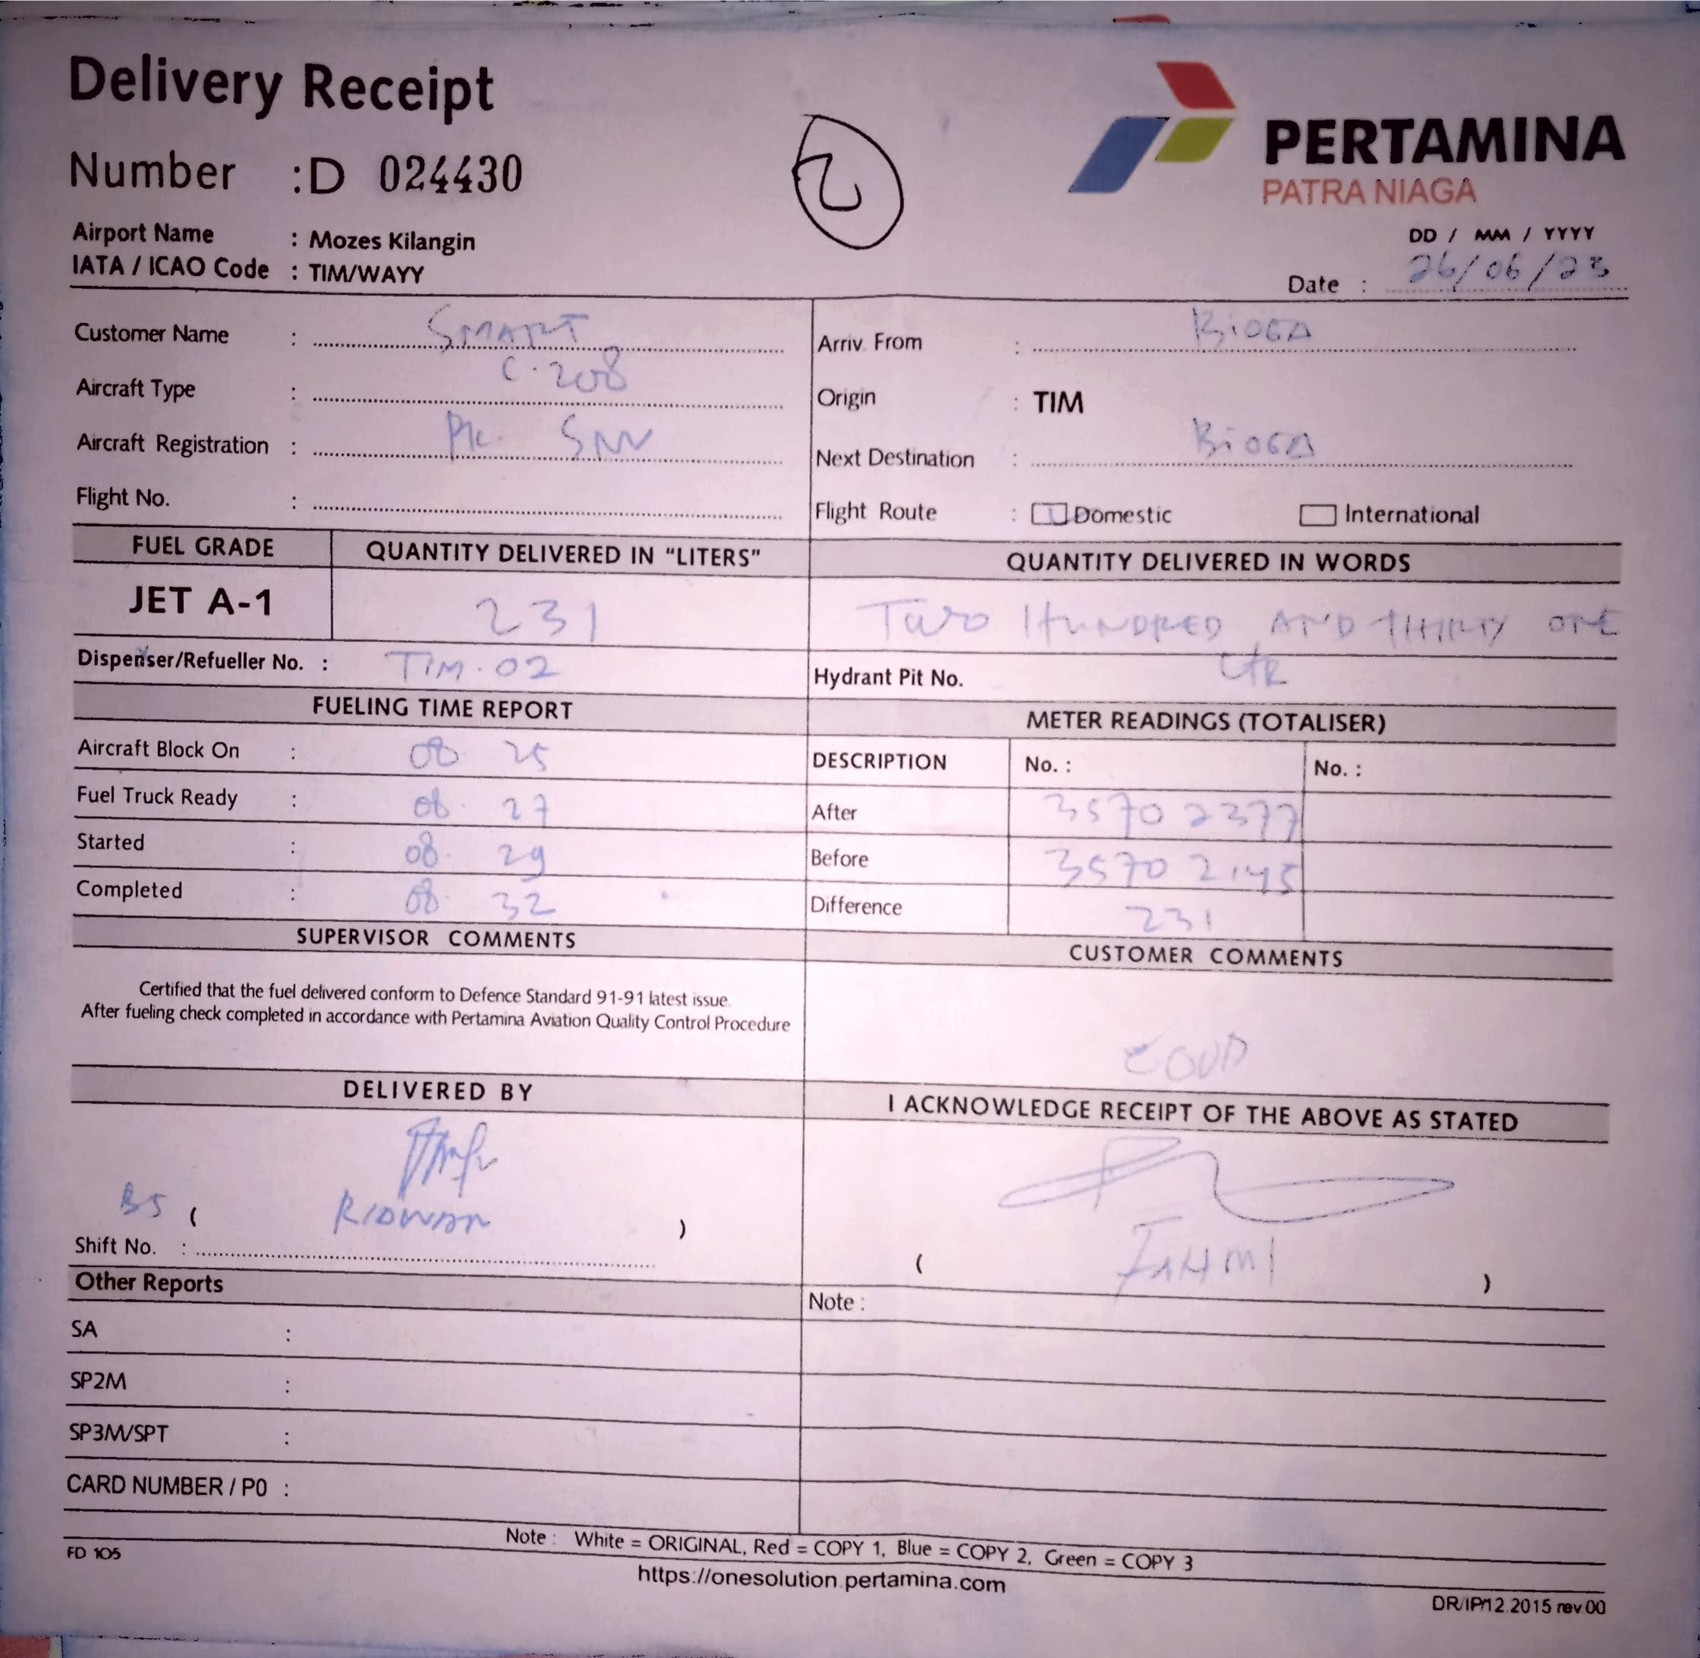 Delivery Receipt
Number :D 024430
2
PERTAMINA
PATRA NIAGA
Airport Name : Mozes Kilangin
IATA / ICAO Code : TIM/WAYY
DD / MM / YYYY
Date : 26/06/23
Customer Name : SMART
Aircraft Type : C.208
Aircraft Registration : PK. SNN
Flight No. :
Arriv. From : BiOGA
Origin : TIM
Next Destination : BiOGA
Flight Route : Domestic International
FUEL GRADE QUANTITY DELIVERED IN "LITERS" QUANTITY DELIVERED IN WORDS
JET A-1 231 Two HUNDRED AND THIRTY ONE
LTR
Dispenser/Refueller No. : TIM.02
Hydrant Pit No.
FUELING TIME REPORT
Aircraft Block On : 08 25
Fuel Truck Ready : 08. 27
Started : 08. 29
Completed : 08. 32
METER READINGS (TOTALISER)
DESCRIPTION No. : No. :
After 35702377
Before 35702145
Difference 231
SUPERVISOR COMMENTS
Certified that the fuel delivered conform to Defence Standard 91-91 latest issue.
After fueling check completed in accordance with Pertamina Aviation Quality Control Procedure
CUSTOMER COMMENTS
DELIVERED BY
BS ( RIDWAN )
Shift No. :
I ACKNOWLEDGE RECEIPT OF THE ABOVE AS STATED
( FAHMI )
Other Reports
Note :
SA :
SP2M :
SP3M/SPT :
CARD NUMBER / P0 :
Note : White = ORIGINAL, Red = COPY 1, Blue = COPY 2, Green = COPY 3
FD 105
https://onesolution.pertamina.com
DR/IP/12.2015 rev.00